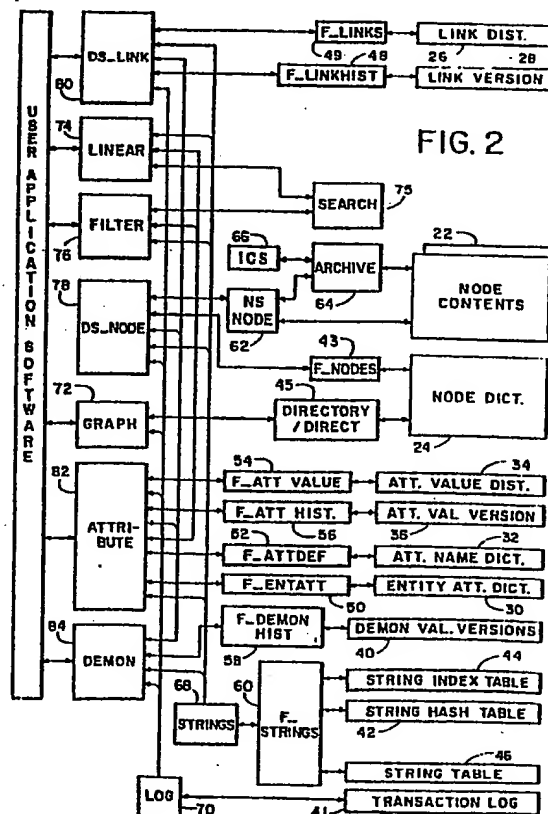 USER APPLICATION SOFTWARE
DS_LINK
80
F_LINKS
49
LINK DIST.
26
28
F_LINKHIST
48
LINK VERSION
FIG. 2
74
LINEAR
FILTER
76
SEARCH
75
66
ICS
ARCHIVE
64
22
NODE CONTENTS
78
DS_NODE
NS NODE
62
43
F_NODES
NODE DICT.
24
72
GRAPH
45
DIRECTORY /DIRECT
82
ATTRI-
BUTE
54
F_ATT VALUE
34
ATT. VALUE DIST.
F_ATT HIST.
56
ATT. VAL VERSION
36
52
F_ATTDEF
32
ATT. NAME DICT.
F_ENTATT
50
ENTITY ATT. DICT.
30
84
DEMON
F_DEMON HIST
58
DEMON VAL. VERSIONS
40
68
STRINGS
60
F_
STRINGS
44
STRING INDEX TABLE
STRING HASH TABLE
42
46
STRING TABLE
LOG
70
TRANSACTION LOG
41